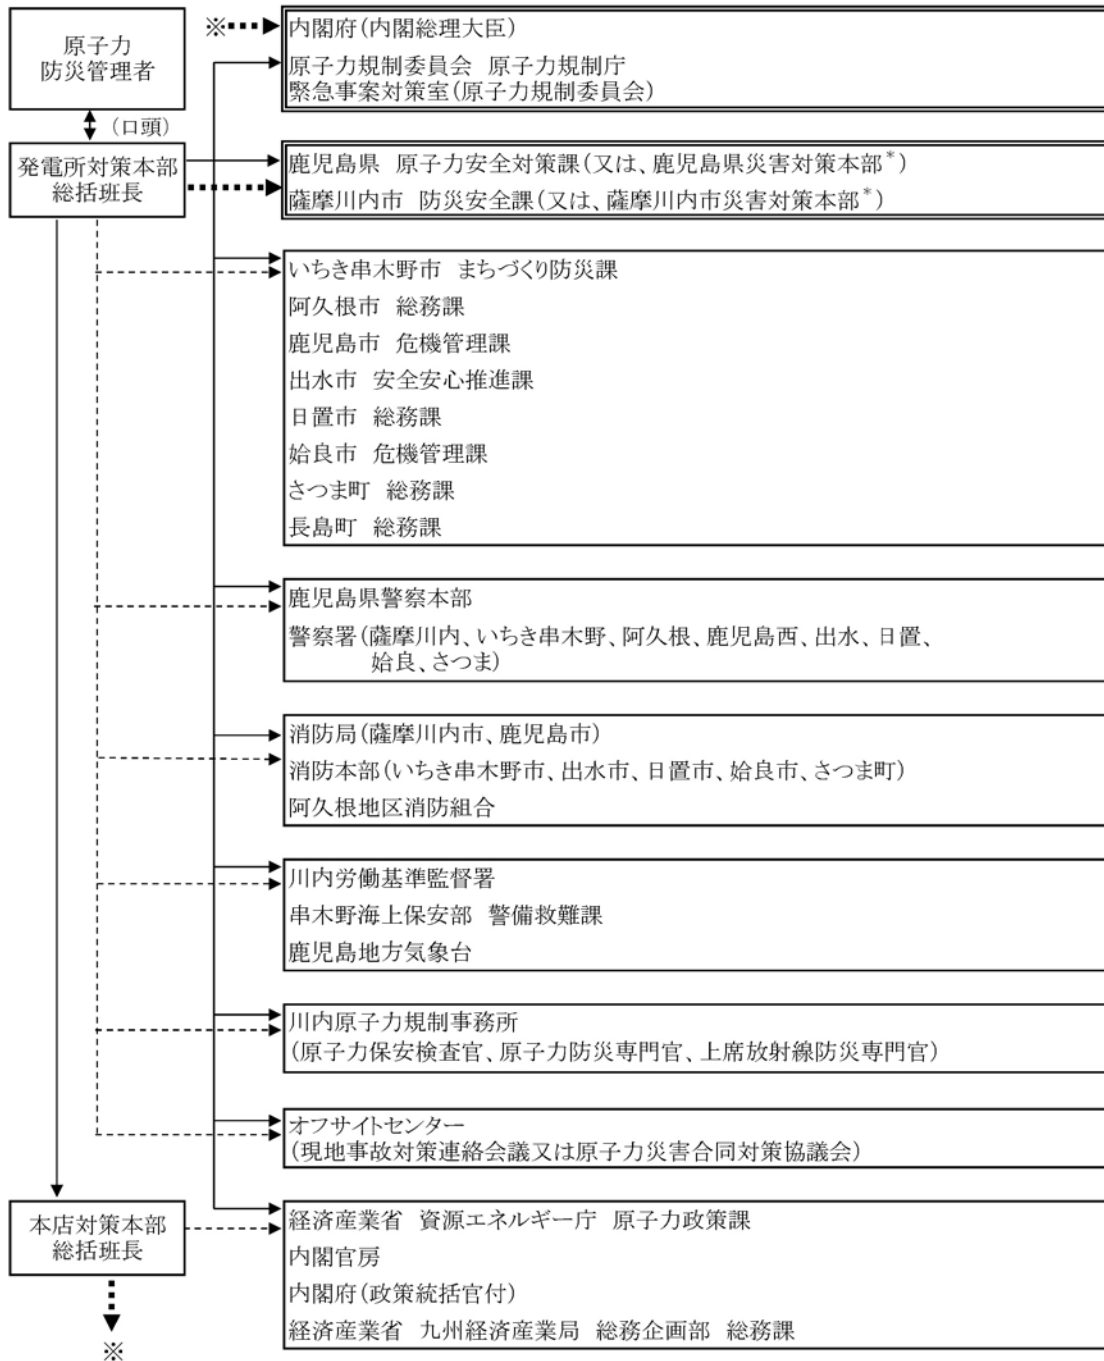 原子力
防災管理者
(口頭)
発電所対策本部
総括班長
※
内閣府(内閣総理大臣)
原子力規制委員会 原子力規制庁
緊急事案対策室(原子力規制委員会)
鹿児島県 原子力安全対策課(又は、鹿児島県災害対策本部*)
薩摩川内市 防災安全課(又は、薩摩川内市災害対策本部*)
いちき串木野市 まちづくり防災課
阿久根市 総務課
鹿児島市 危機管理課
出水市 安全安心推進課
日置市 総務課
姶良市 危機管理課
さつま町 総務課
長島町 総務課
鹿児島県警察本部
警察署(薩摩川内、いちき串木野、阿久根、鹿児島西、出水、日置、
姶良、さつま)
消防局(薩摩川内市、鹿児島市)
消防本部(いちき串木野市、出水市、日置市、姶良市、さつま町)
阿久根地区消防組合
川内労働基準監督署
串木野海上保安部 警備救難課
鹿児島地方気象台
川内原子力規制事務所
(原子力保安検査官、原子力防災専門官、上席放射線防災専門官)
オフサイトセンター
(現地事故対策連絡会議又は原子力災害合同対策協議会)
本店対策本部
総括班長
※
経済産業省 資源エネルギー庁 原子力政策課
内閣官房
内閣府(政策統括官付)
経済産業省 九州経済産業局 総務企画部 総務課